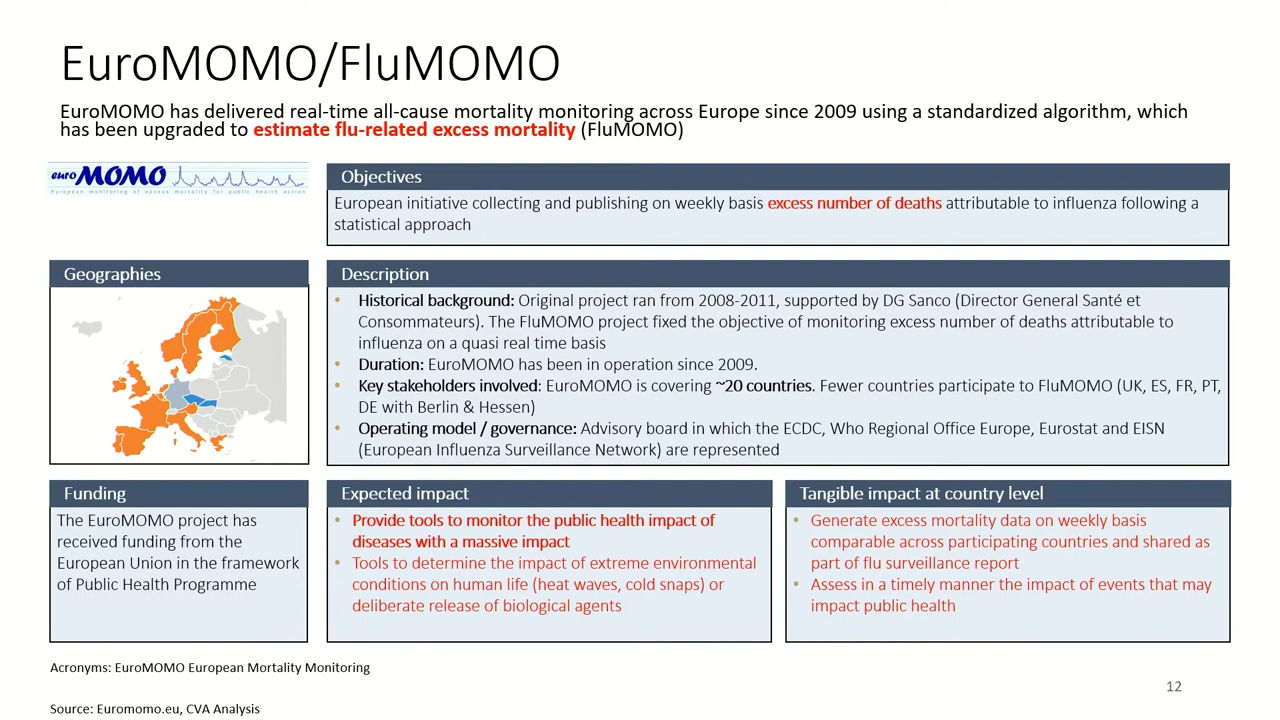 EuroMOMO/FluMOMO
EuroMOMO has delivered real-time all-cause mortality monitoring across Europe since 2009 using a standardized algorithm, which
has been upgraded to estimate flu-related excess mortality (FluMOMO)
euroMOMO
European monitoring of excess mortality for public health action
Objectives
European initiative collecting and publishing on weekly basis excess number of deaths attributable to influenza following a
statistical approach
Geographies
Description
• Historical background: Original project ran from 2008-2011, supported by DG Sanco (Director General Santé et
Consommateurs). The FluMOMO project fixed the objective of monitoring excess number of deaths attributable to
influenza on a quasi real time basis
• Duration: EuroMOMO has been in operation since 2009.
• Key stakeholders involved: EuroMOMO is covering ~20 countries. Fewer countries participate to FluMOMO (UK, ES, FR, PT,
DE with Berlin & Hessen)
• Operating model / governance: Advisory board in which the ECDC, Who Regional Office Europe, Eurostat and EISN
(European Influenza Surveillance Network) are represented
Funding
The EuroMOMO project has
received funding from the
European Union in the framework
of Public Health Programme
Expected impact
• Provide tools to monitor the public health impact of
diseases with a massive impact
• Tools to determine the impact of extreme environmental
conditions on human life (heat waves, cold snaps) or
deliberate release of biological agents
Tangible impact at country level
• Generate excess mortality data on weekly basis
comparable across participating countries and shared as
part of flu surveillance report
• Assess in a timely manner the impact of events that may
impact public health
Acronyms: EuroMOMO European Mortality Monitoring
12
Source: Euromomo.eu, CVA Analysis